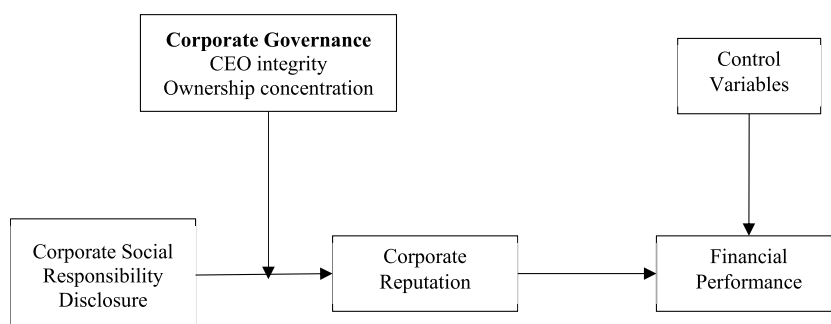 Corporate Governance
CEO integrity
Ownership concentration
Control
Variables
Corporate Social
Responsibility
Disclosure
Corporate
Reputation
Financial
Performance